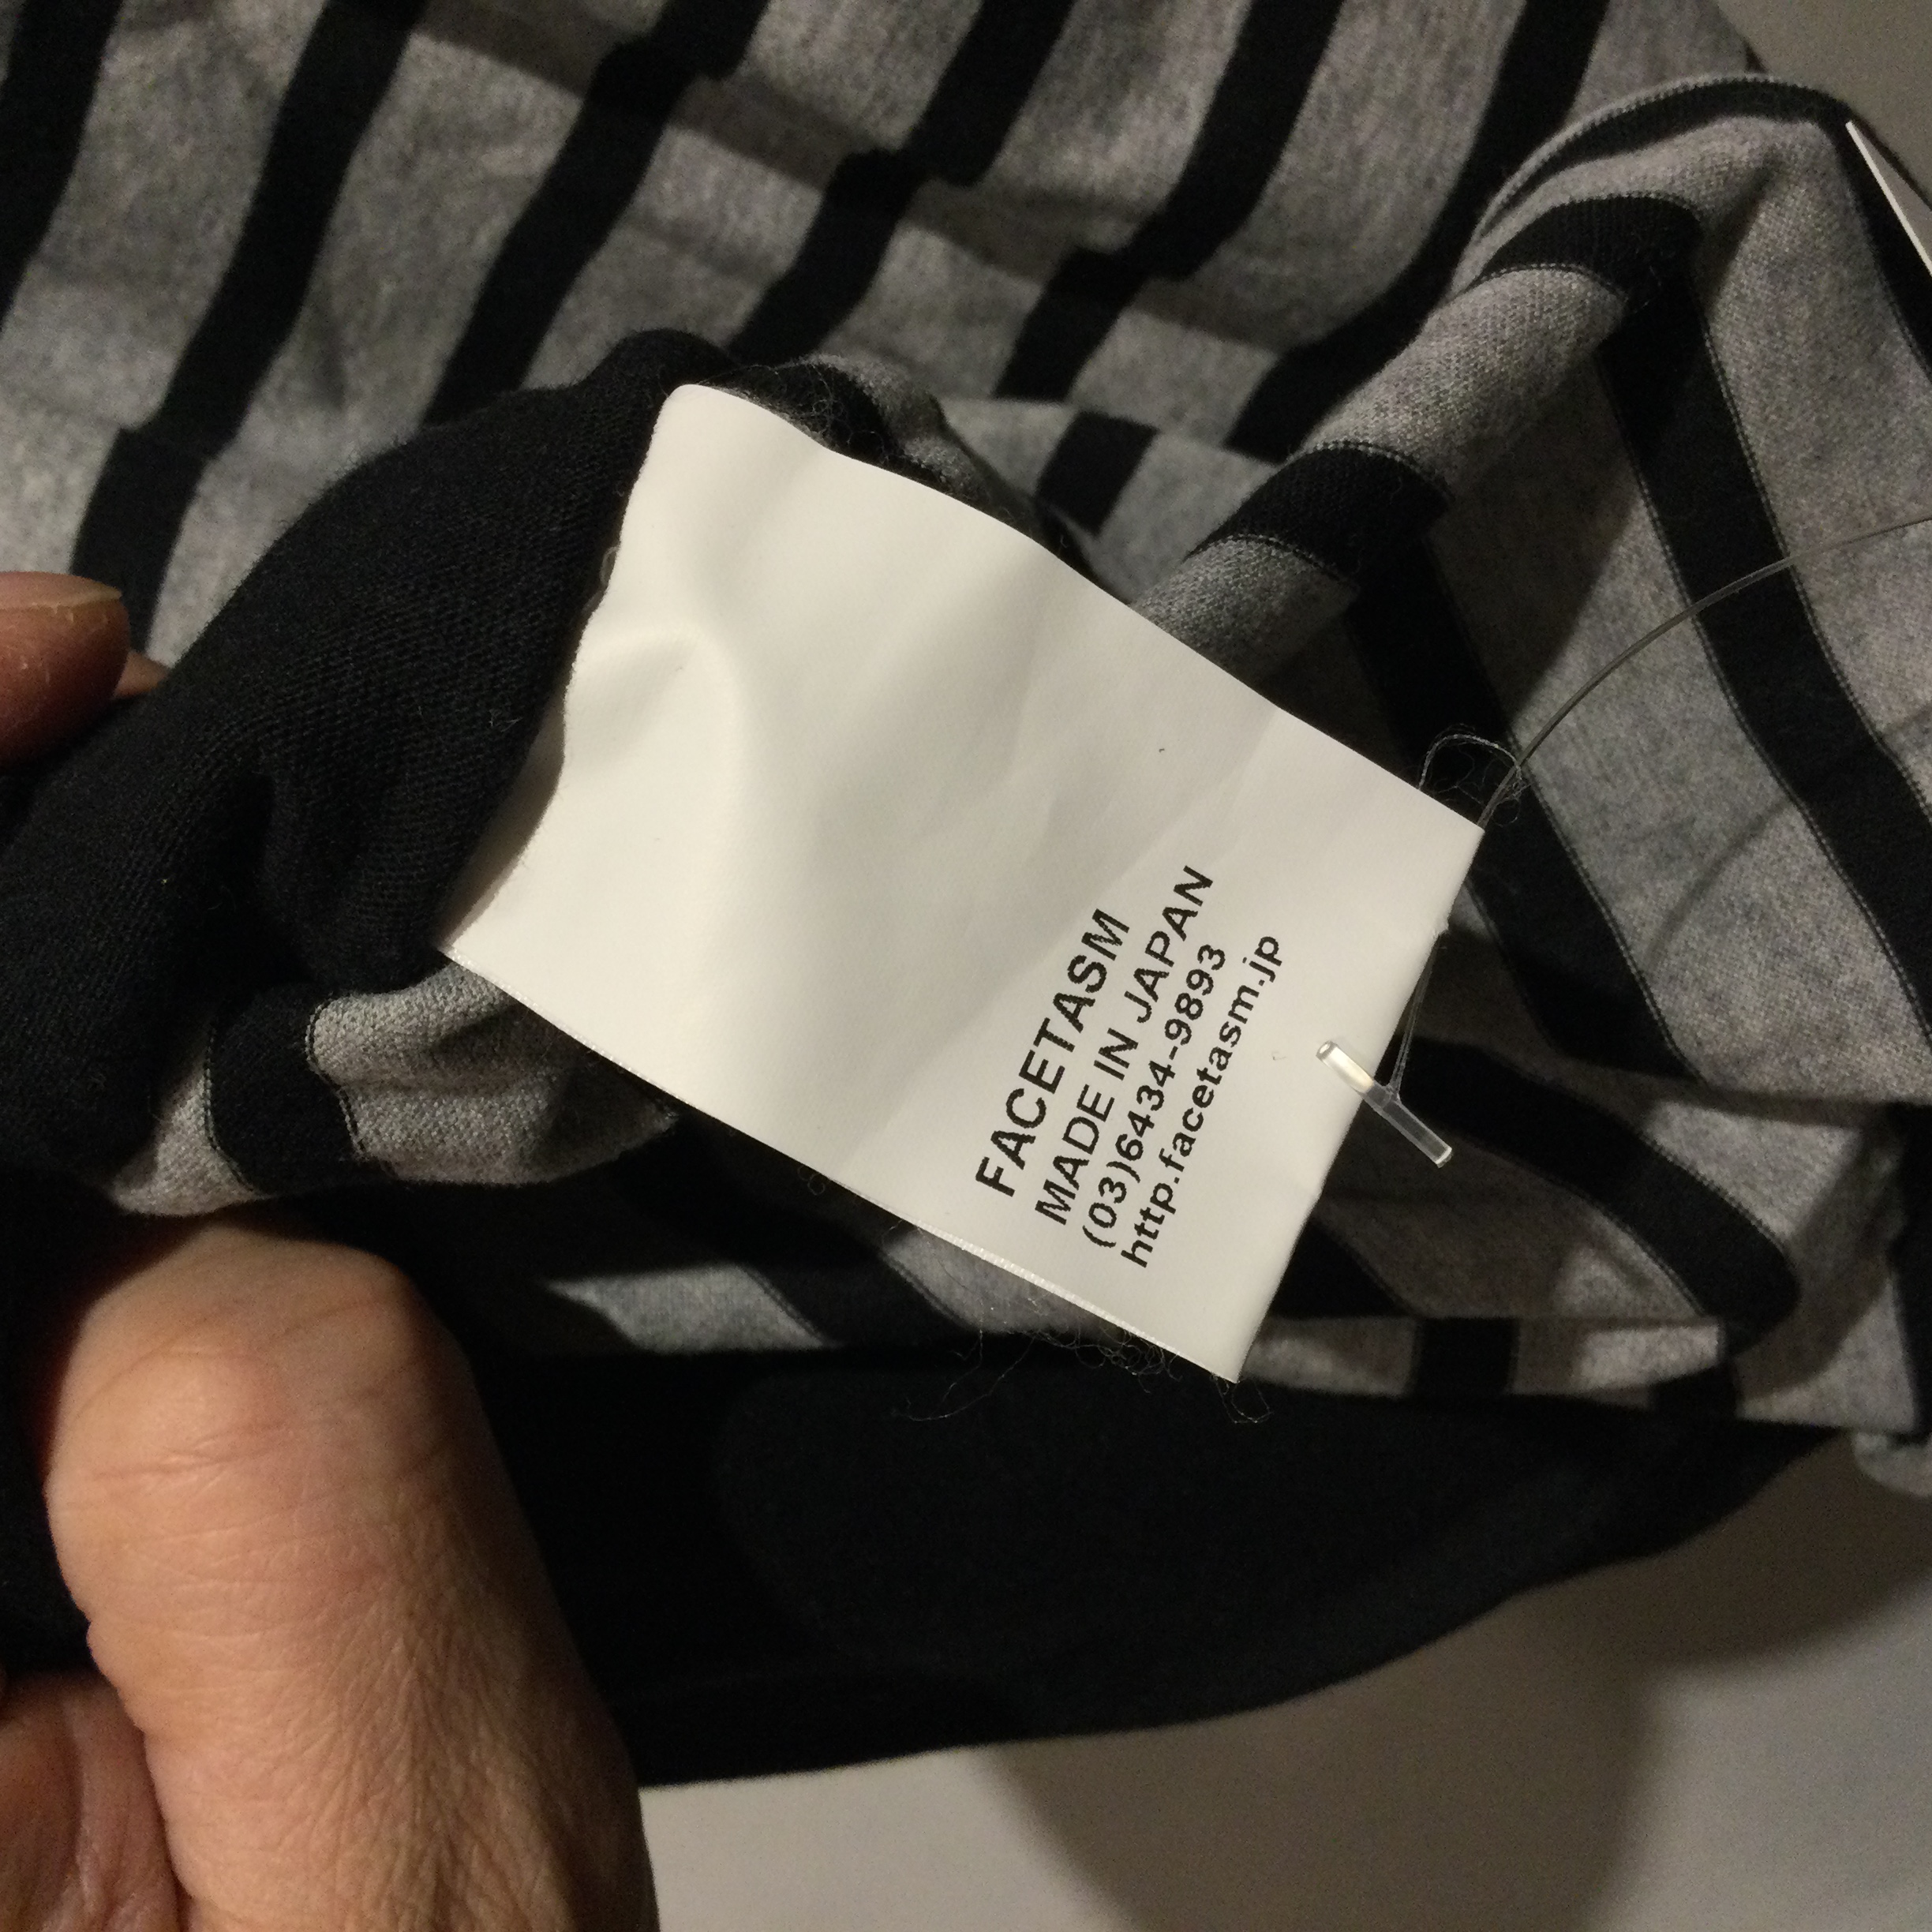 FACETASM
MADE IN JAPAN
(03)6434-9893
http.facetasm.jp